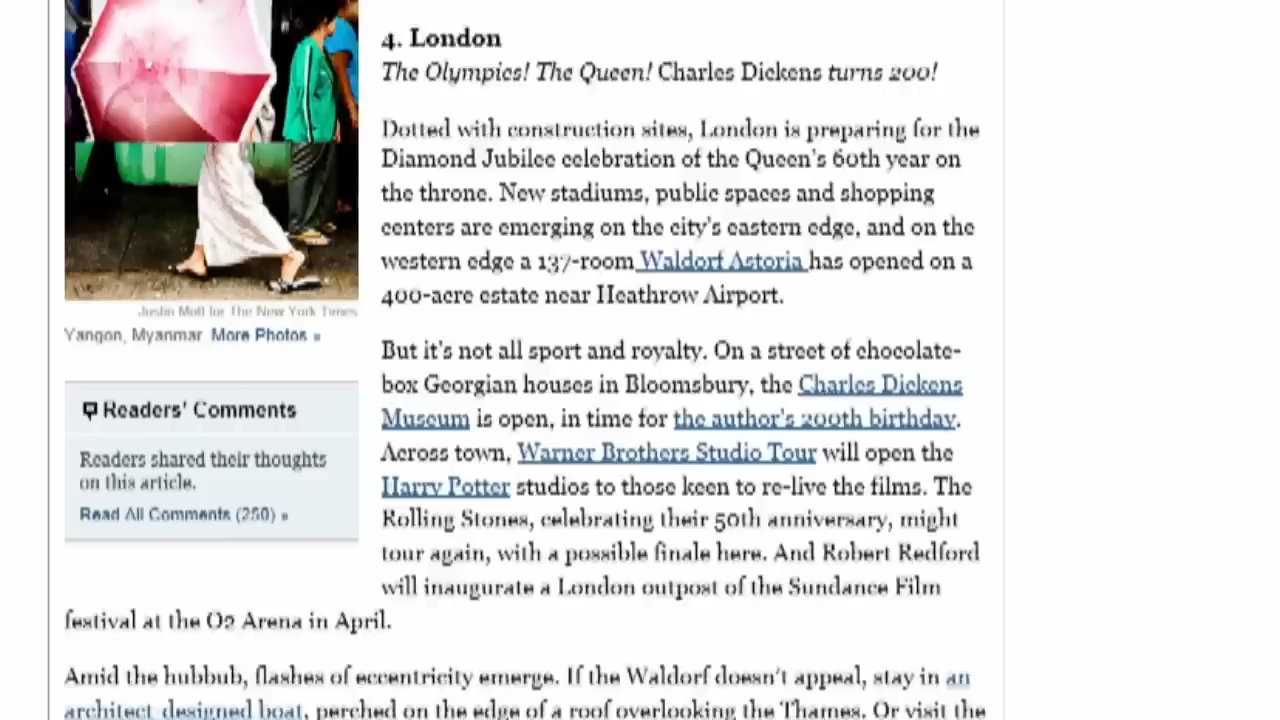 4. London
The Olympics! The Queen! Charles Dickens turns 200!
Dotted with construction sites, London is preparing for the
Diamond Jubilee celebration of the Queen's 60th year on
the throne. New stadiums, public spaces and shopping
centers are emerging on the city's eastern edge, and on the
western edge a 137-room Waldorf Astoria has opened on a
400-acre estate near Heathrow Airport.
Justin Mott for The New York Times
Yangon, Myanmar More Photos »
But it's not all sport and royalty. On a street of chocolate-
box Georgian houses in Bloomsbury, the Charles Dickens
Museum is open, in time for the author's 200th birthday.
Across town, Warner Brothers Studio Tour will open the
Harry Potter studios to those keen to re-live the films. The
Rolling Stones, celebrating their 50th anniversary, might
tour again, with a possible finale here. And Robert Redford
will inaugurate a London outpost of the Sundance Film
festival at the O2 Arena in April.
Readers' Comments
Readers shared their thoughts
on this article.
Read All Comments (250) »
Amid the hubbub, flashes of eccentricity emerge. If the Waldorf doesn't appeal, stay in an
architect designed boat, perched on the edge of a roof overlooking the Thames. Or visit the